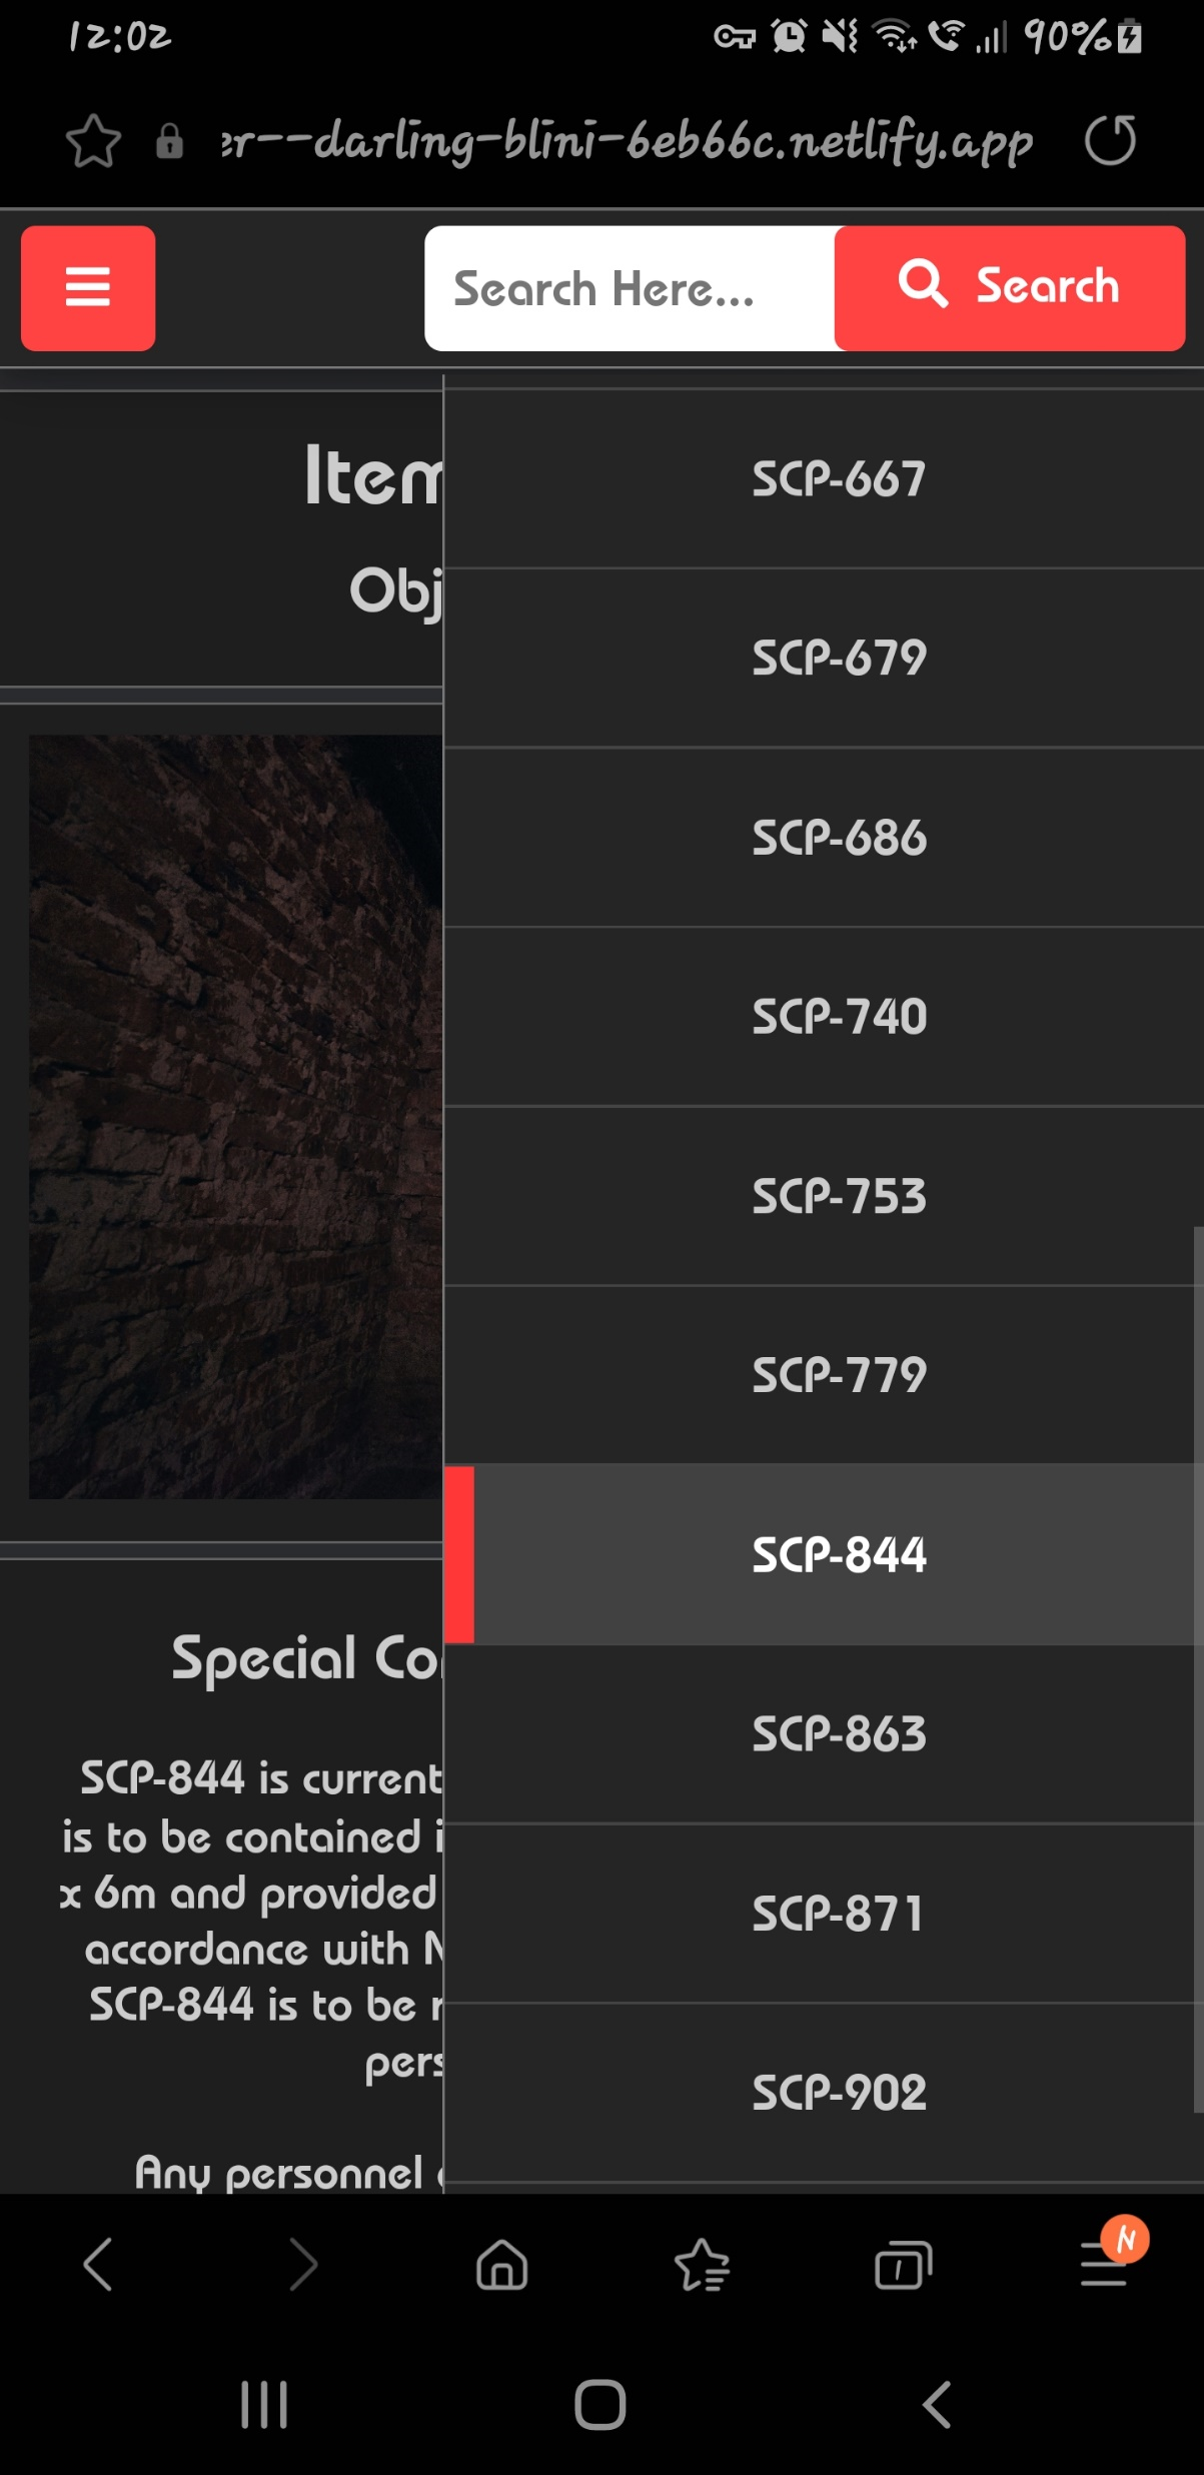 12:02
90%
er--darling-blini-6eb66c.netlify.app
Search Here...
Search
Item
Obj
Special Co
SCP-844 is current
is to be contained i
x 6m and provided
accordance with
SCP-844 is to be
pers
Any personnel
SCP-667
SCP-679
SCP-686
SCP-740
SCP-753
SCP-779
SCP-844
SCP-863
SCP-871
SCP-902
1
N